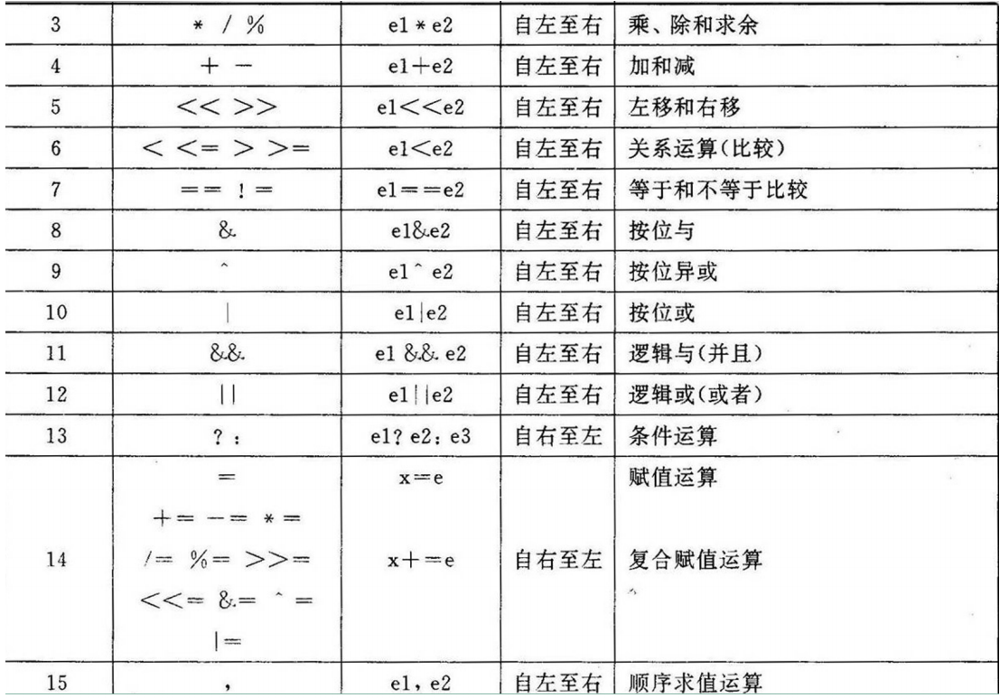 3 * / % e1*e2 自左至右 乘、除和求余
4 + - e1+e2 自左至右 加和减
5 << >> e1<<e2 自左至右 左移和右移
6 < <= > >= e1<e2 自左至右 关系运算(比较)
7 == != e1==e2 自左至右 等于和不等于比较
8 & e1&e2 自左至右 按位与
9 ^ e1^e2 自左至右 按位异或
10 | e1|e2 自左至右 按位或
11 && e1 && e2 自左至右 逻辑与(并且)
12 || e1||e2 自左至右 逻辑或(或者)
13 ?: e1? e2: e3 自右至左 条件运算
= x=e 赋值运算
+= -= *=
14 /= %= >>= x+=e 自右至左 复合赋值运算
<<= &= ^=
|=
15 , e1, e2 自左至右 顺序求值运算